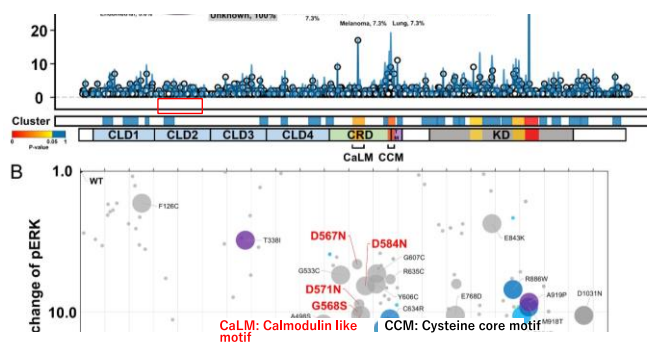 Unknown, 100%
7.3%
Melanoma, 7.3%
Lung, 7.3%
20
10
0
Cluster
0 0.05 1
P-value
CLD1 CLD2 CLD3 CLD4 CRD KD
CaLM CCM
B
1.0
WT
F126C
T338I
D567N
D584N
E843K
G607C
G533C
R635C
D571N
R886W
G568S
Y606C
E768D
A919P
D1031N
C634R
10.0
A498S
M918T
change of pERK
CaLM: Calmodulin like motif
CCM: Cysteine core motif